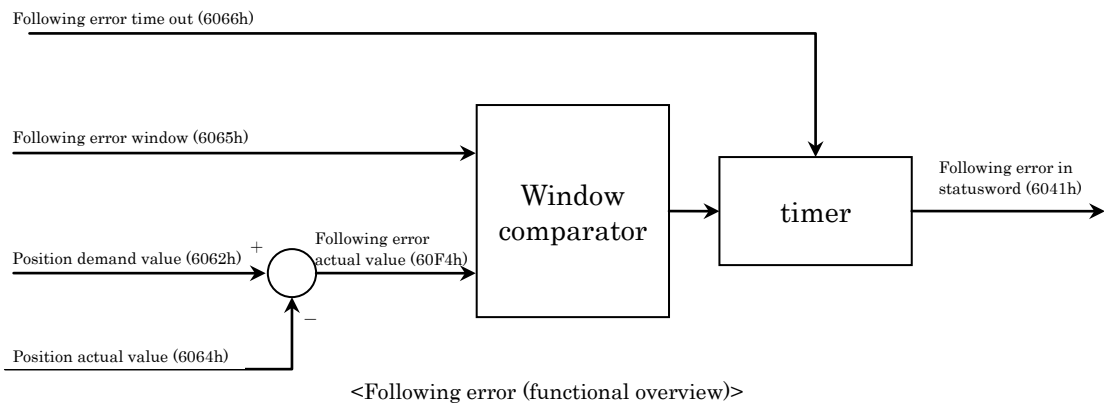 Following error time out (6066h)
Following error window (6065h)
Window
comparator
timer
Following error in
statusword (6041h)
Position demand value (6062h)
+
Following error
actual value (60F4h)
−
Position actual value (6064h)
<Following error (functional overview)>